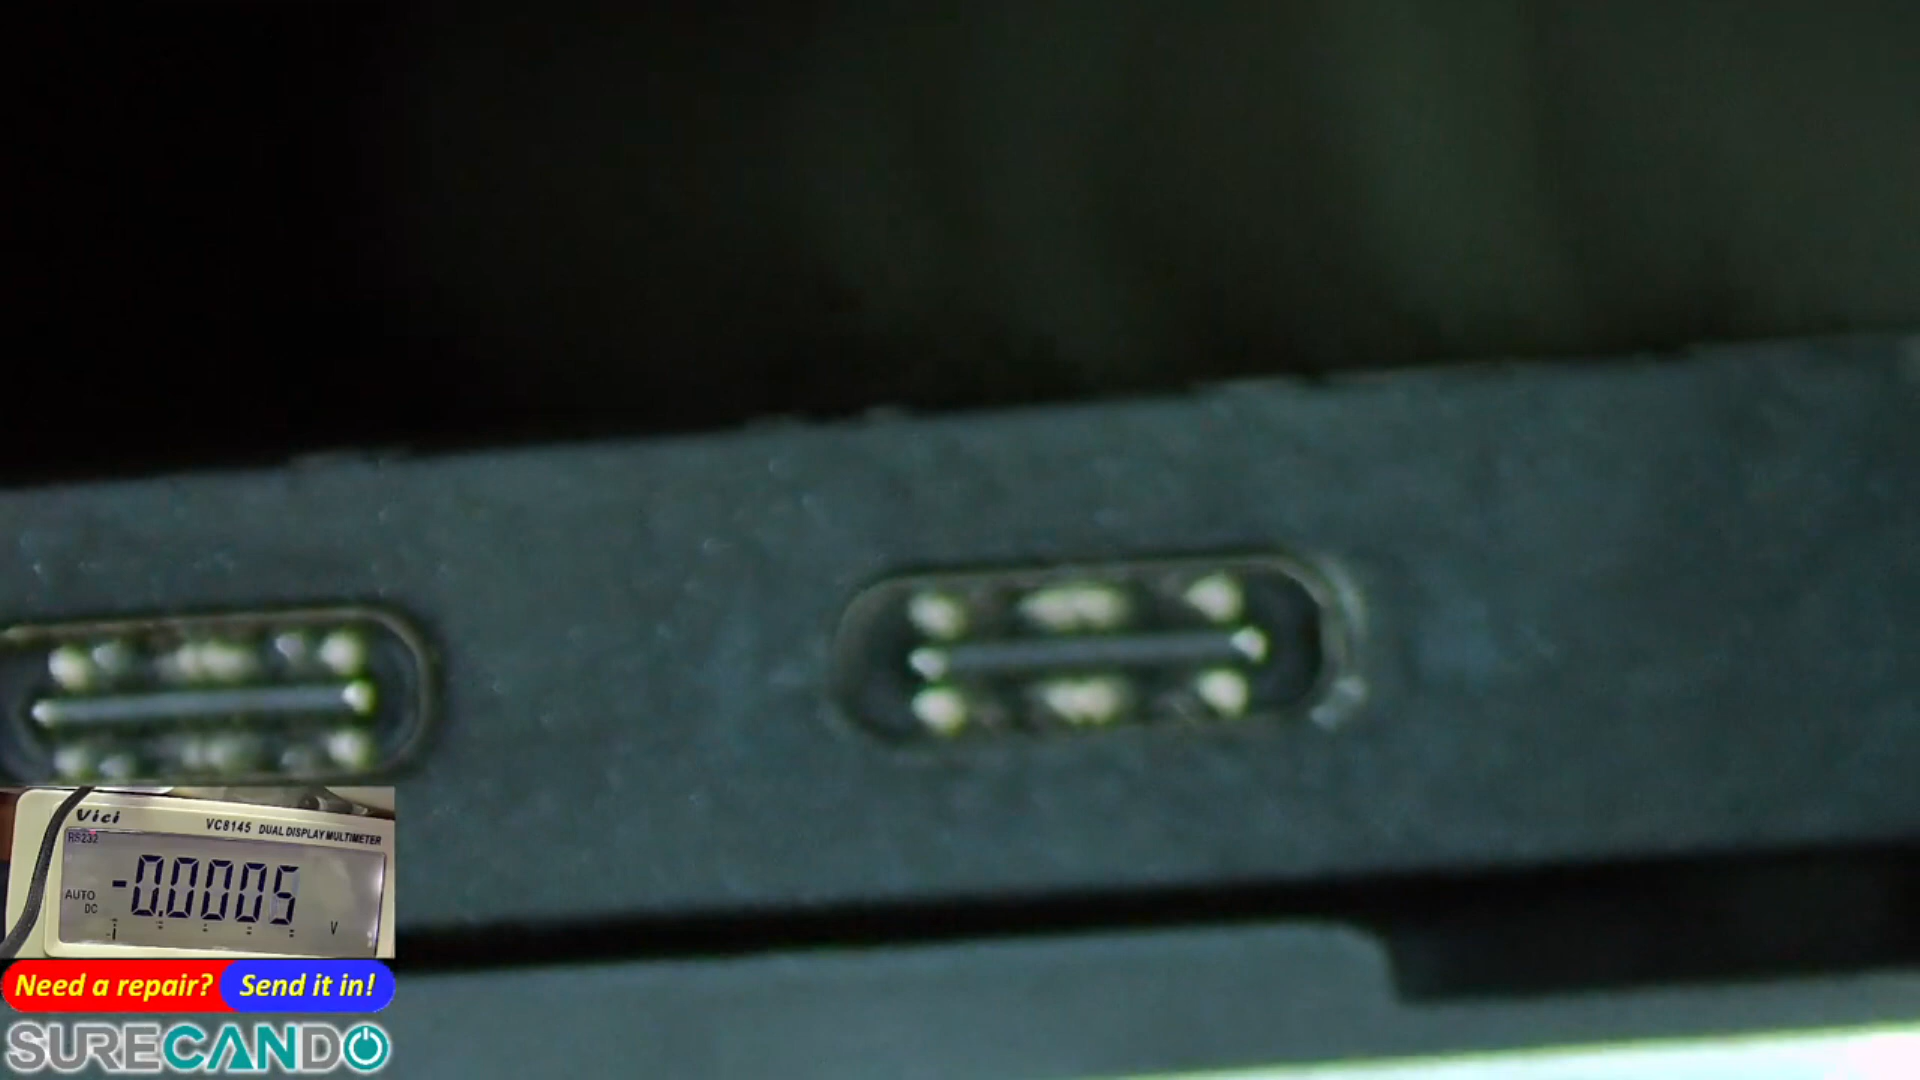 Vici
VC8145 DUAL DISPLAY MULTIMETER
RS232
-0.0005
AUTO
DC
V
Need a repair? Send it in!
SURECANDO